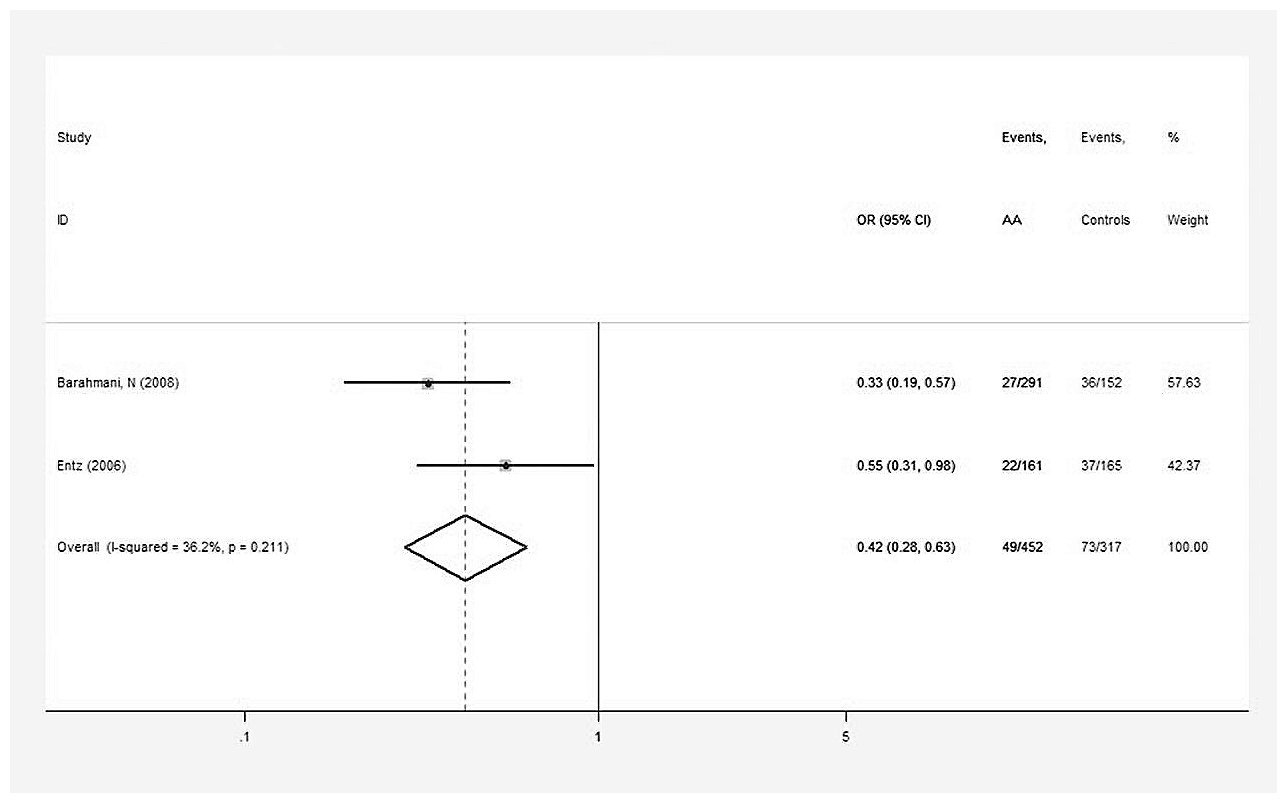 Study Events, Events, %
ID OR (95% CI) AA Controls Weight
Barahmani, N (2008) 0.33 (0.19, 0.57) 27/291 36/152 57.63
Entz (2006) 0.55 (0.31, 0.98) 22/161 37/165 42.37
Overall (I-squared = 36.2%, p = 0.211) 0.42 (0.28, 0.63) 49/452 73/317 100.00
.1 1 5